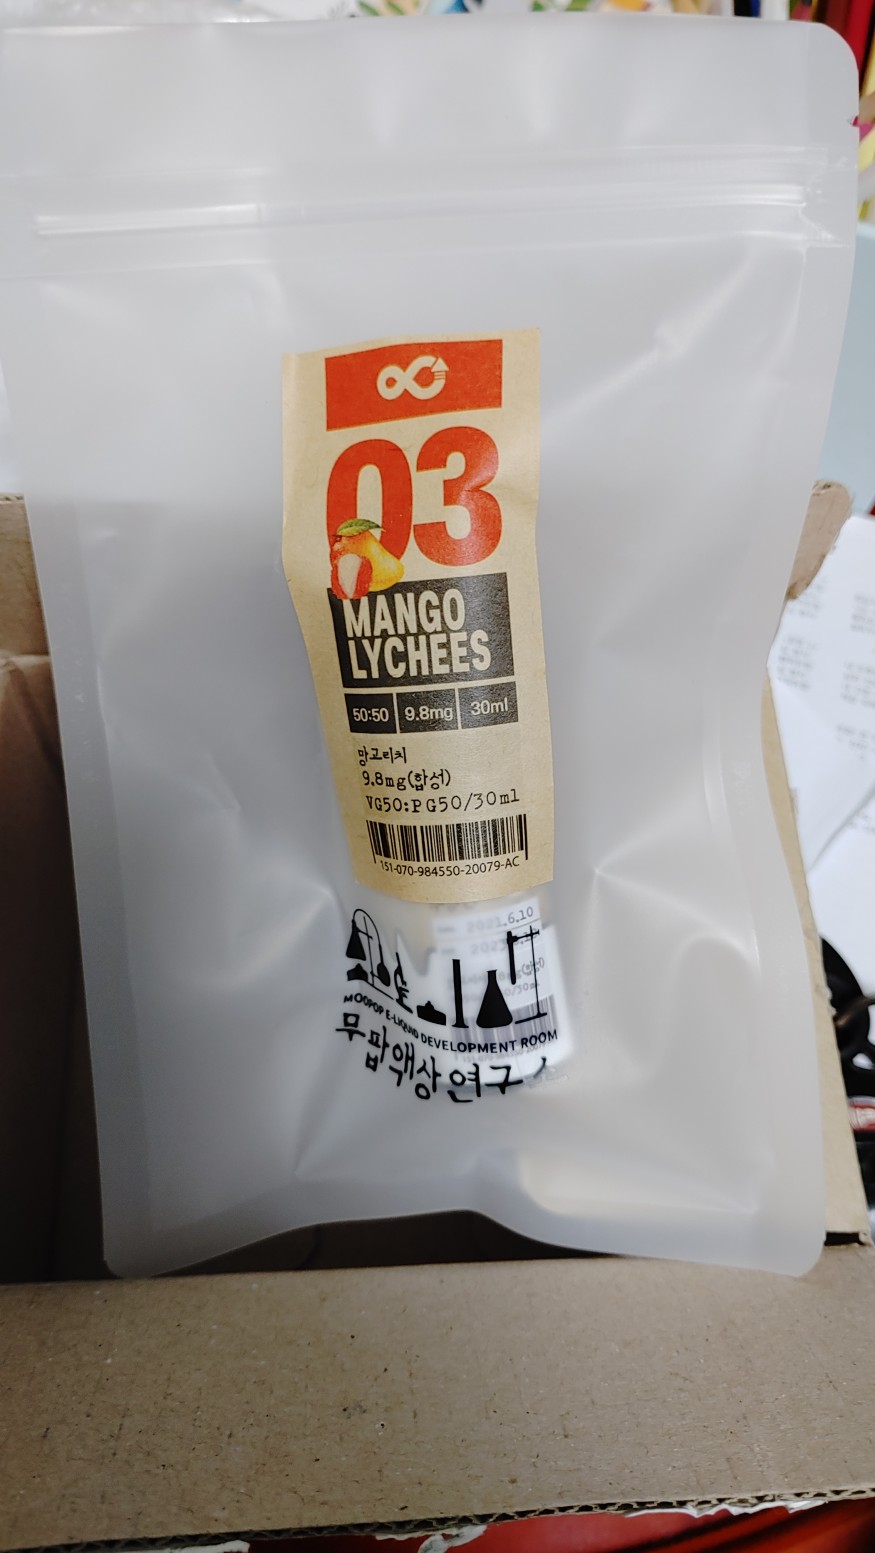 03
MANGO
LYCHEES
50:50 9.8mg 30ml
망고리치
9.8mg(합성)
VG50:PG50/30ml
151-070-984550-20079-AC
2021.6.10
MOOPOP E-LIQUID DEVELOPMENT ROOM
무팝액상연구소